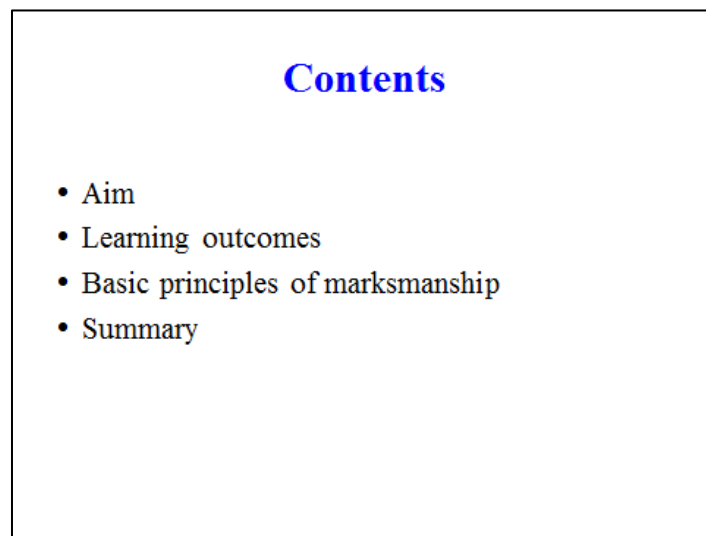 Contents
• Aim
• Learning outcomes
• Basic principles of marksmanship
• Summary